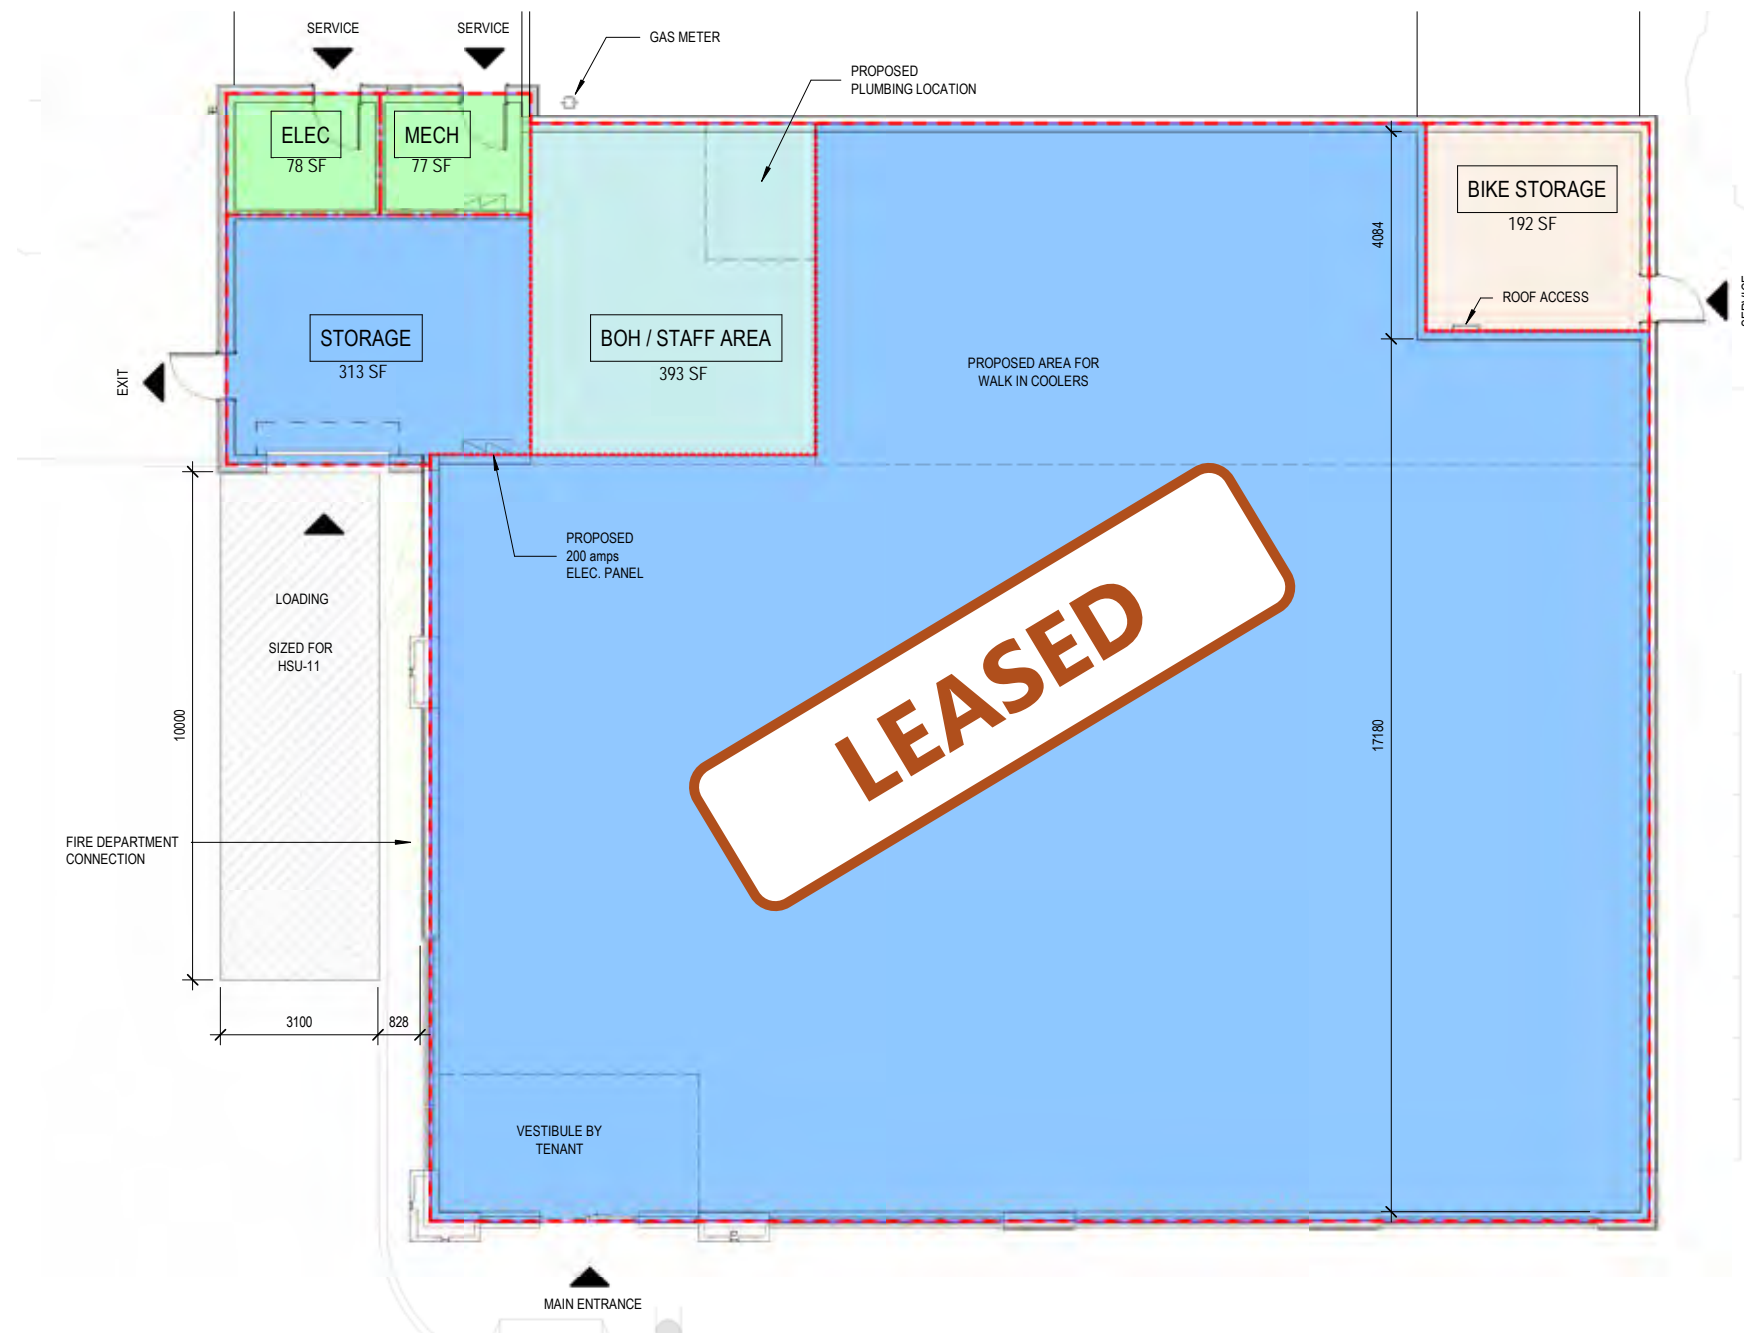 SERVICE
SERVICE
GAS METER
PROPOSED
PLUMBING LOCATION
ELEC
78 SF
MECH
77 SF
BIKE STORAGE
192 SF
4084
ROOF ACCESS
SERVICE
STORAGE
313 SF
BOH / STAFF AREA
393 SF
PROPOSED AREA FOR
WALK IN COOLERS
EXIT
PROPOSED
200 amps
ELEC. PANEL
LOADING
SIZED FOR
HSU-11
LEASED
10000
17180
FIRE DEPARTMENT
CONNECTION
3100
828
VESTIBULE BY
TENANT
MAIN ENTRANCE